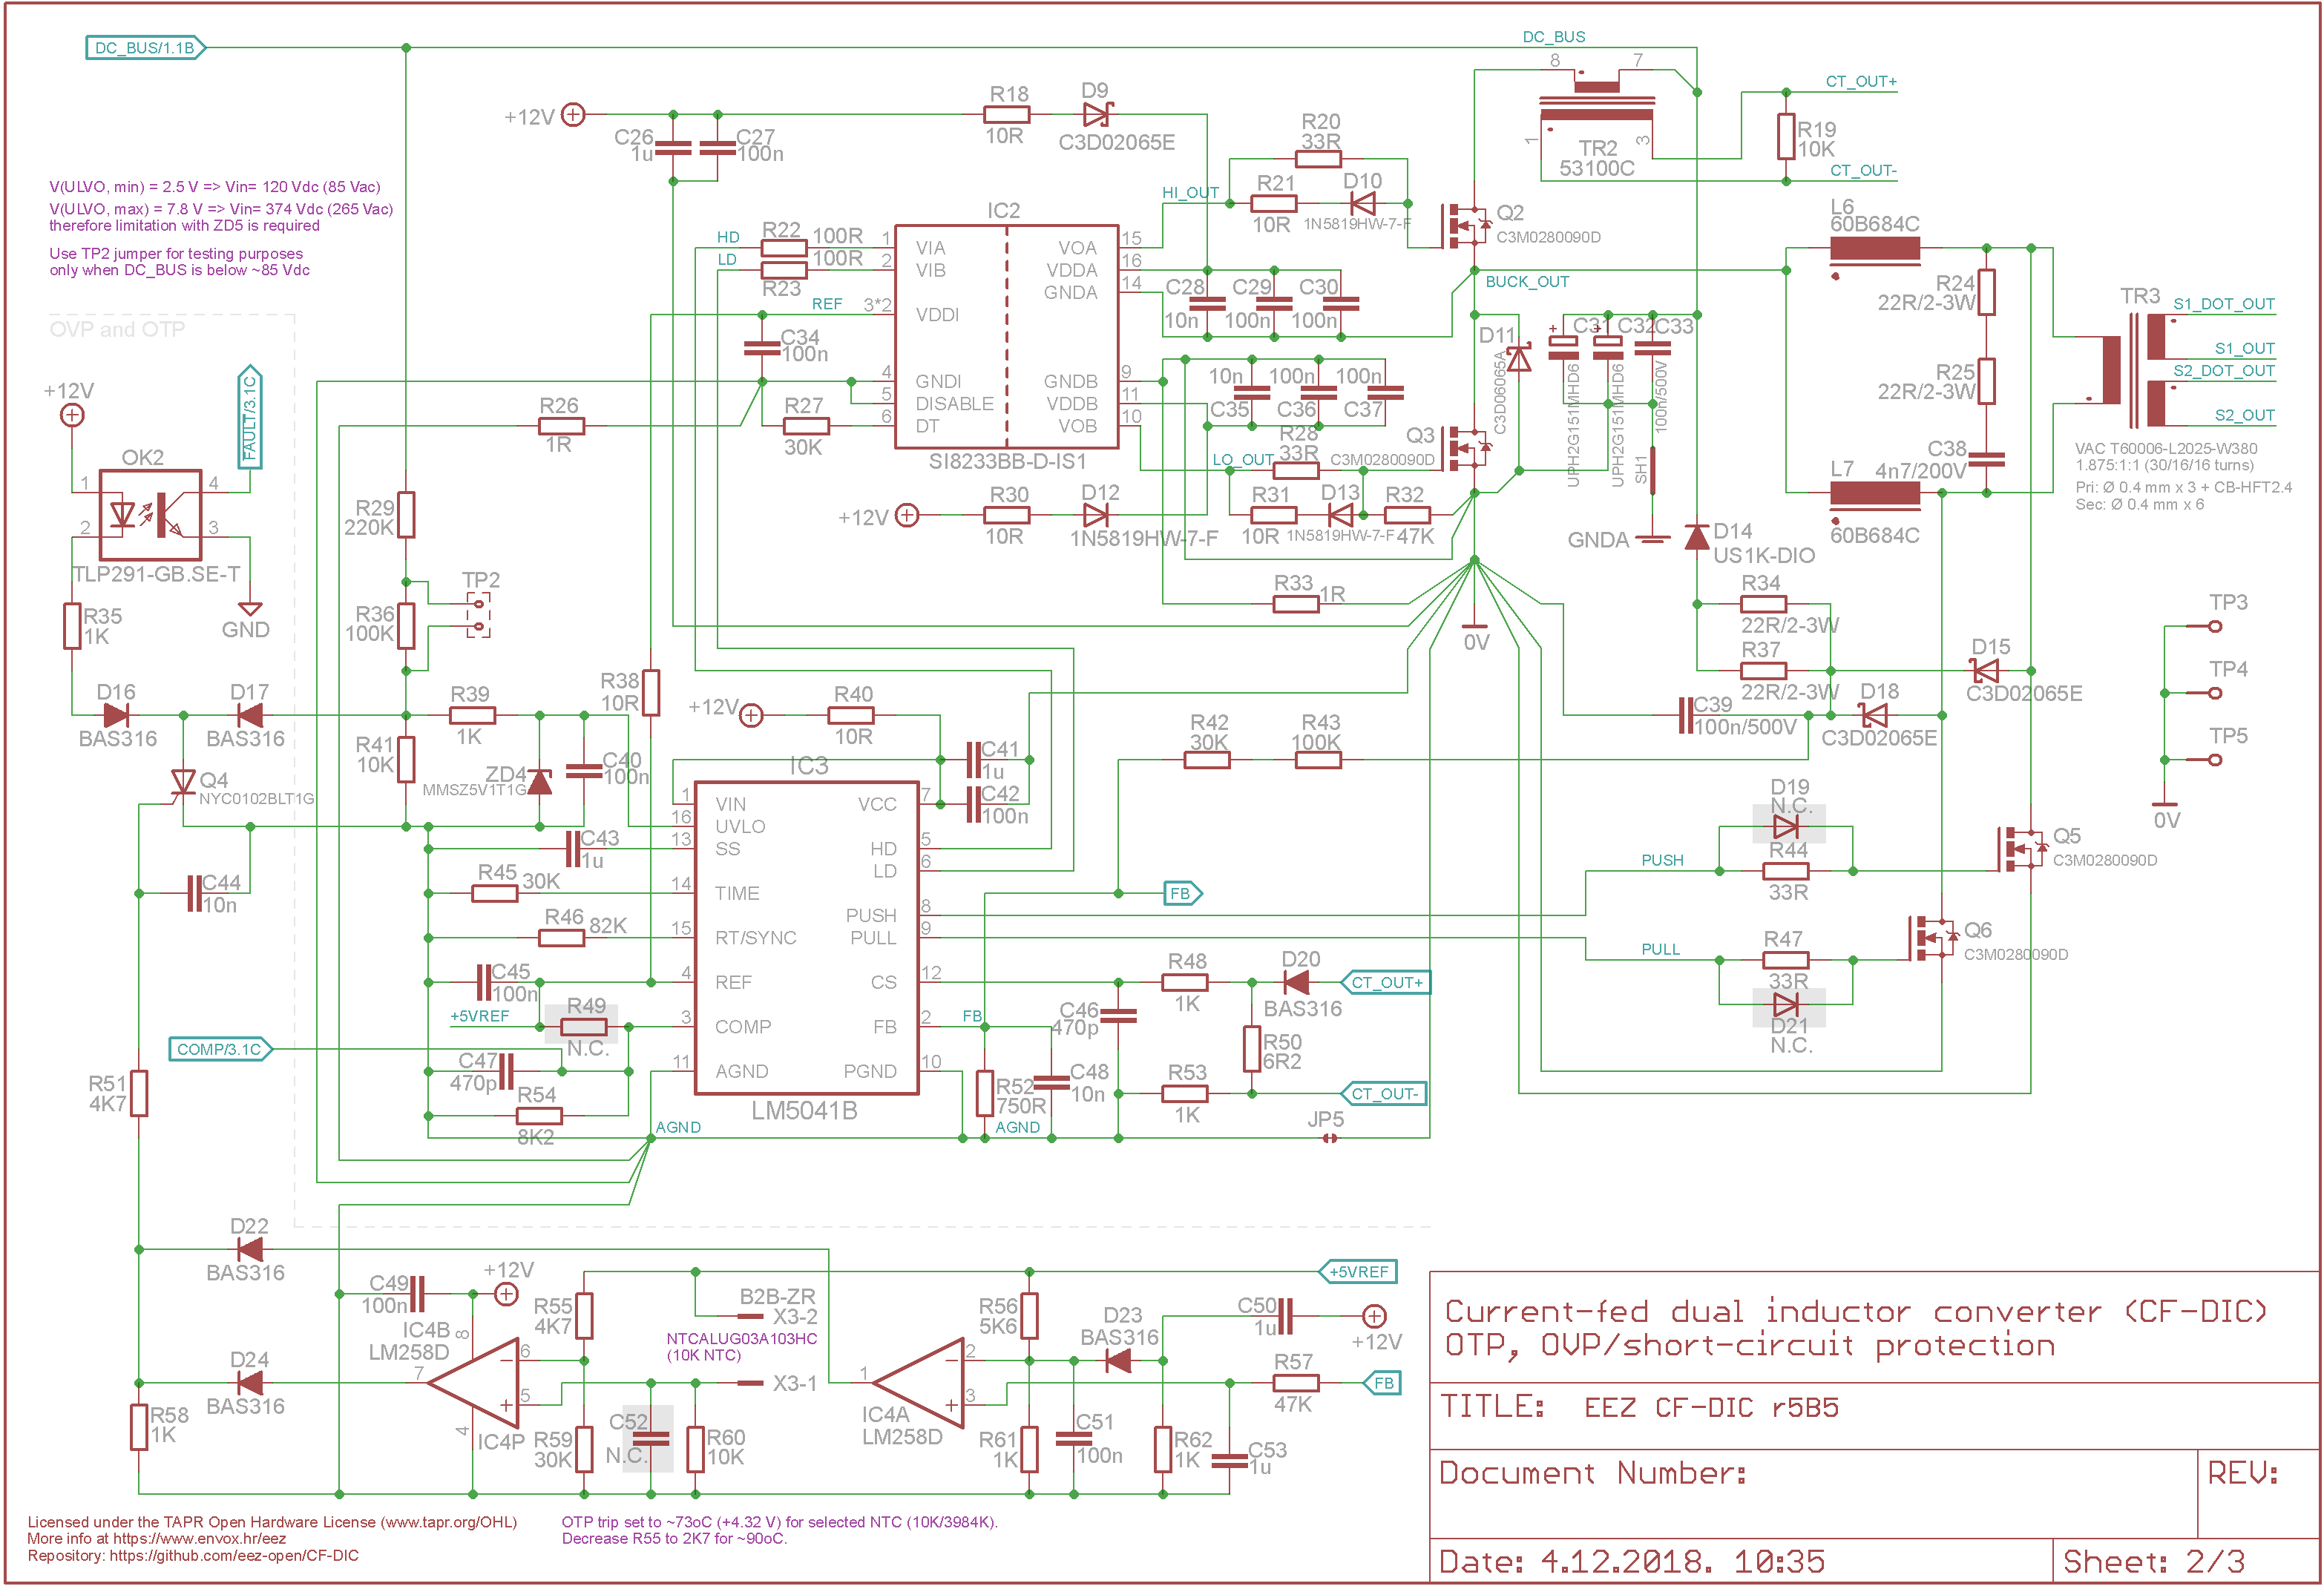 DC_BUS/1.1B
DC_BUS
8
7
1
3
TR2
53100C
CT_OUT+
R19
10K
CT_OUT-
+12V
C26
1u
C27
100n
R18
10R
D9
C3D02065E
R20
33R
HI_OUT
R21
10R
D10
1N5819HW-7-F
Q2
C3M0280090D
V(ULVO, min) = 2.5 V => Vin= 120 Vdc (85 Vac)
V(ULVO, max) = 7.8 V => Vin= 374 Vdc (265 Vac)
therefore limitation with ZD5 is required
Use TP2 jumper for testing purposes
only when DC_BUS is below ~85 Vdc
OVP and OTP
HD
R22
100R
LD
R23
100R
REF
3*2
IC2
1
VIA
2
VIB
VDDI
4
GNDI
5
DISABLE
6
DT
VOA
15
VDDA
16
GNDA
14
GNDB
9
VDDB
11
VOB
10
SI8233BB-D-IS1
C34
100n
R26
1R
R27
30K
C28
10n
C29
100n
C30
100n
BUCK_OUT
10n
C35
100n
C36
100n
C37
D11
C3D06065A
C31
UPH2G151MHD6
C32
UPH2G151MHD6
C33
100n/500V
SH1
GNDA
L6
60B684C
R24
22R/2-3W
R25
22R/2-3W
C38
4n7/200V
L7
60B684C
TR3
S1_DOT_OUT
S1_OUT
S2_DOT_OUT
S2_OUT
VAC T60006-L2025-W380
1.875:1:1 (30/16/16 turns)
Pri: Ø 0.4 mm x 3 + CB-HFT2.4
Sec: Ø 0.4 mm x 6
+12V
FAULT/3.1C
OK2
1
2
4
3
TLP291-GB.SE-T
GND
R35
1K
R29
220K
TP2
R36
100K
Q3
C3M0280090D
LO_OUT
R28
33R
+12V
R30
10R
D12
1N5819HW-7-F
R31
10R
D13
1N5819HW-7-F
R32
47K
R33
1R
0V
D14
US1K-DIO
R34
22R/2-3W
R37
22R/2-3W
D15
C3D02065E
D18
C3D02065E
C39
100n/500V
TP3
TP4
TP5
0V
D16
BAS316
D17
BAS316
Q4
NYC0102BLT1G
C44
10n
R39
1K
R41
10K
ZD4
MMSZ5V1T1G
C40
100n
R38
10R
+12V
R40
10R
C41
1u
C42
100n
R42
30K
R43
100K
IC3
1
VIN
16
UVLO
13
SS
14
TIME
15
RT/SYNC
4
REF
3
COMP
11
AGND
VCC
7
HD
5
LD
6
PUSH
8
PULL
9
CS
12
FB
2
PGND
10
LM5041B
C43
1u
R45
30K
R46
82K
C45
100n
+5VREF
R49
N.C.
COMP/3.1C
C47
470p
R54
8K2
AGND
FB
FB
R52
750R
C48
10n
AGND
C46
470p
R48
1K
D20
BAS316
CT_OUT+
R50
6R2
R53
1K
CT_OUT-
JP5
PUSH
D19
N.C.
R44
33R
Q5
C3M0280090D
PULL
R47
33R
D21
N.C.
Q6
C3M0280090D
R51
4K7
D22
BAS316
D24
BAS316
R58
1K
C49
100n
+12V
IC4B
LM258D
8
7
6
5
4
IC4P
R55
4K7
R59
30K
B2B-ZR
X3-2
NTCALUG03A103HC
(10K NTC)
X3-1
C52
N.C.
R60
10K
1
2
3
IC4A
LM258D
R56
5K6
R61
1K
D23
BAS316
C51
100n
C50
1u
+12V
R62
1K
R57
47K
C53
1u
+5VREF
FB
Licensed under the TAPR Open Hardware License (www.tapr.org/OHL)
More info at https://www.envox.hr/eez
Repository: https://github.com/eez-open/CF-DIC
OTP trip set to ~73oC (+4.32 V) for selected NTC (10K/3984K).
Decrease R55 to 2K7 for ~90oC.
Current-fed dual inductor converter (CF-DIC)
OTP, OVP/short-circuit protection
TITLE: EEZ CF-DIC r5B5
Document Number:
REV:
Date: 4.12.2018. 10:35
Sheet: 2/3